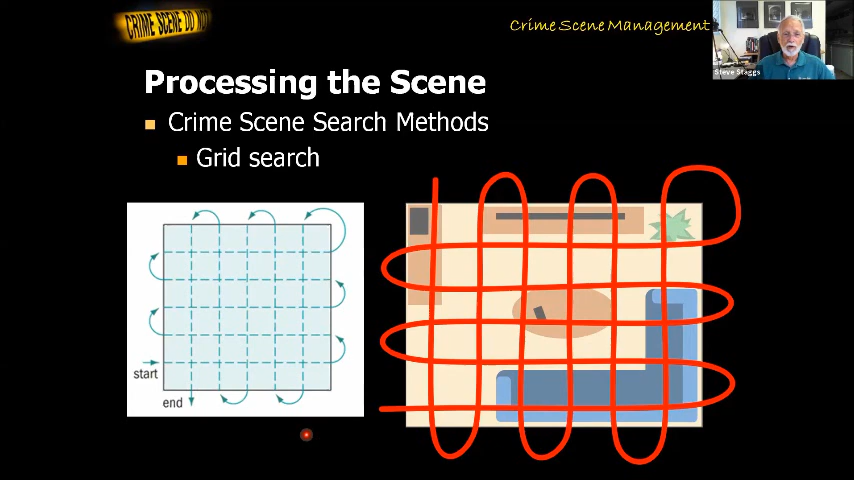 CRIME SCENE DO NOT
Crime Scene Management
Steve Staggs
Processing the Scene
Crime Scene Search Methods
Grid search
start
end